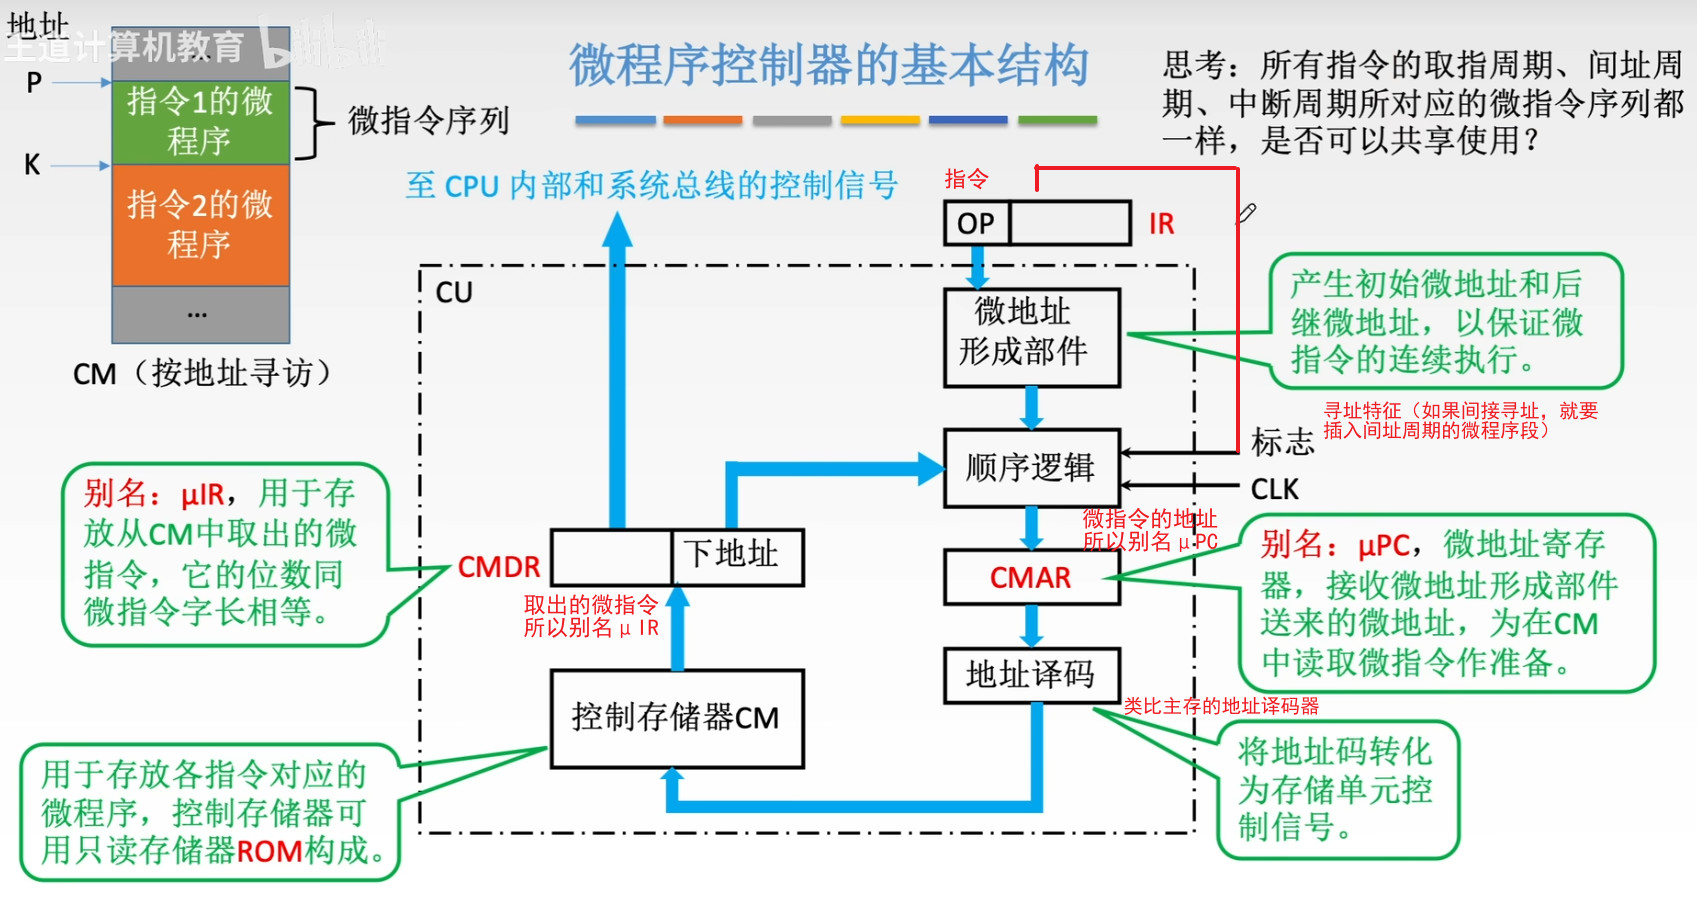 地址
王道计算机教育 bilibili
...
P
指令1的微
程序
微指令序列
K
指令2的微
程序
...
CM（按地址寻访）
微程序控制器的基本结构
思考：所有指令的取指周期、间址周
期、中断周期所对应的微指令序列都
一样，是否可以共享使用？
至 CPU 内部和系统总线的控制信号
指令
OP
IR
CU
微地址
形成部件
产生初始微地址和后
继微地址，以保证微
指令的连续执行。
寻址特征（如果间接寻址，就要
插入间址周期的微程序段）
标志
顺序逻辑
CLK
别名：μIR，用于存
放从CM中取出的微
指令，它的位数同
微指令字长相等。
微指令的地址
所以别名μPC
CMDR
下地址
CMAR
别名：μPC，微地址寄存
器，接收微地址形成部件
送来的微地址，为在CM
中读取微指令作准备。
取出的微指令
所以别名μIR
地址译码
类比主存的地址译码器
控制存储器CM
将地址码转化
为存储单元控
制信号。
用于存放各指令对应的
微程序，控制存储器可
用只读存储器ROM构成。